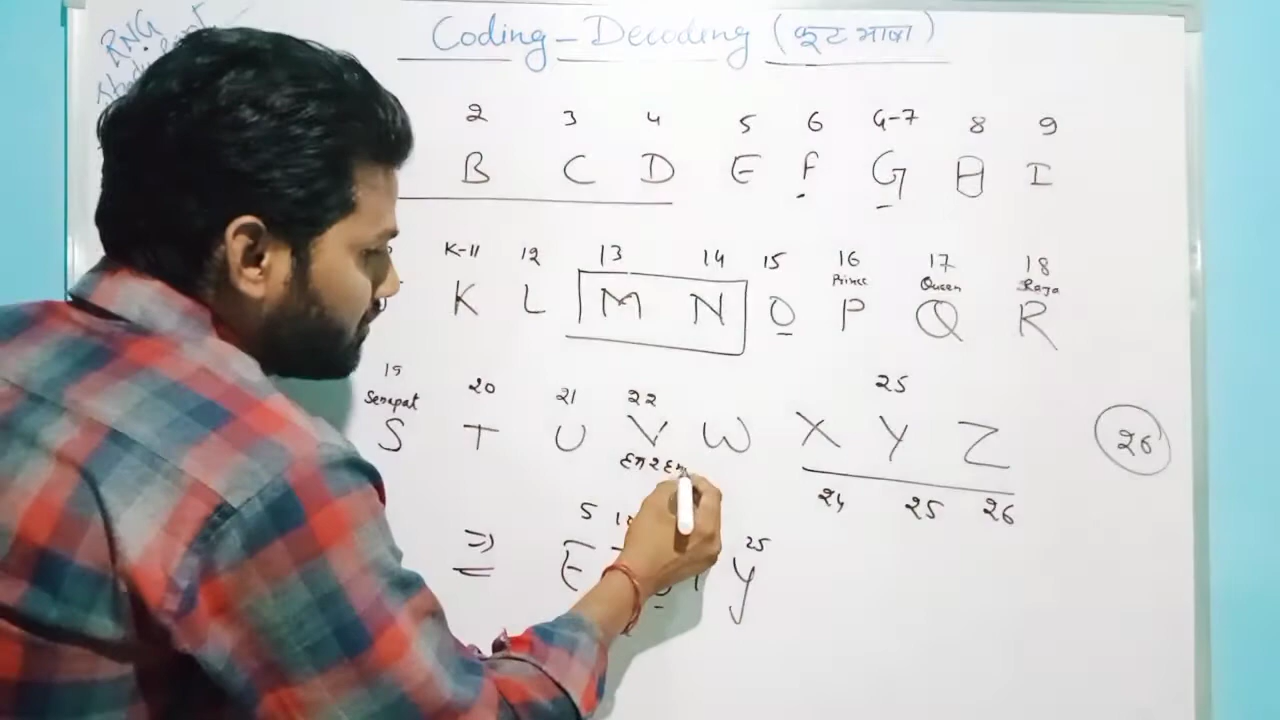 RNG
Coding-Decoding (कूट भाषा)
2 3 4 5 6 G-7 8 9
B C D E F G H I
K-11 12 13 14 15 16 17 18
Prince Queen Raja
K L M N O P Q R
19 20 21 22 25
Senapat
S T U V W X Y Z 26
24 25 26
5 25
⇒ E Y